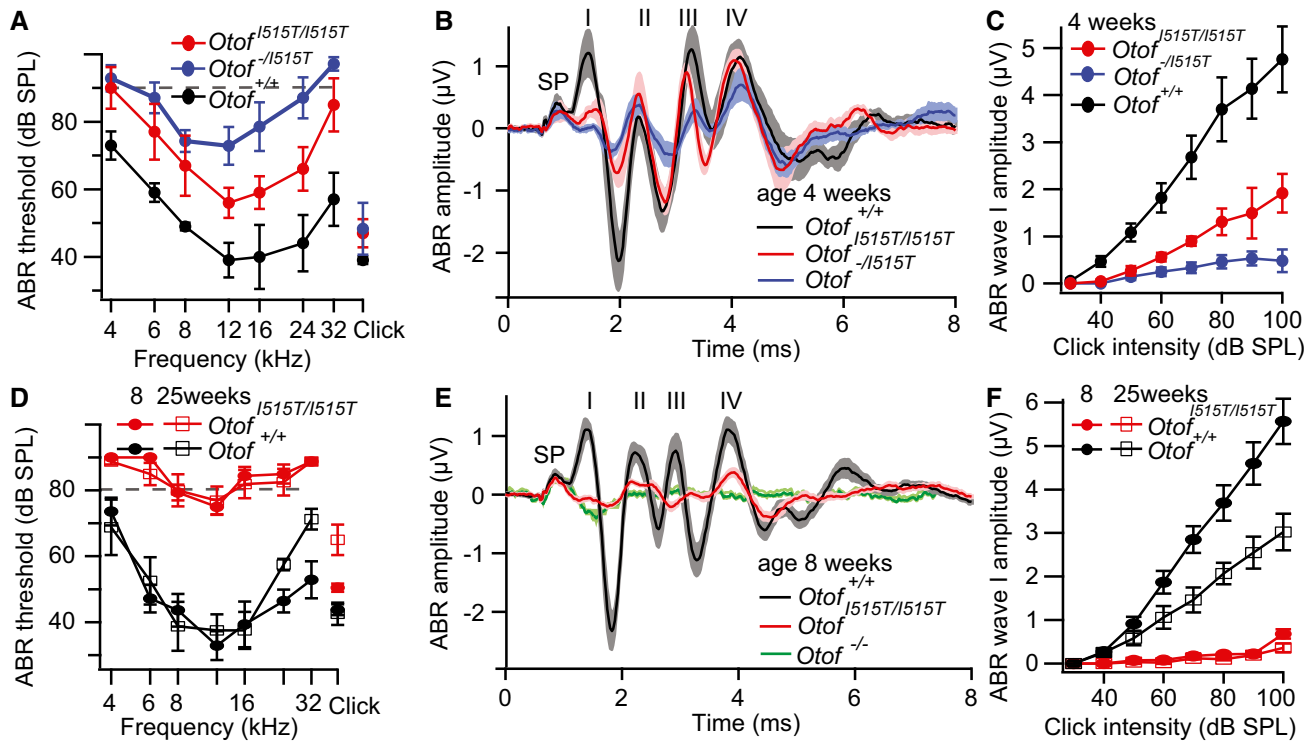 A
Otof I515T/I515T
Otof -/I515T
Otof +/+
ABR threshold (dB SPL)
80
60
40
4 6 8 12 16 24 32 Click
Frequency (kHz)
B
I II III IV
SP
ABR amplitude (µV)
1
0
-1
-2
age 4 weeks
Otof +/+
Otof I515T/I515T
Otof -/I515T
0 2 4 6 8
Time (ms)
C
4 weeks
Otof I515T/I515T
Otof -/I515T
Otof +/+
ABR wave I amplitude (µV)
5
4
3
2
1
0
40 60 80 100
Click intensity (dB SPL)
D
8 25weeks
Otof I515T/I515T
Otof +/+
ABR threshold (dB SPL)
80
60
40
4 6 8 16 32 Click
Frequency (kHz)
E
I II III IV
SP
ABR amplitude (µV)
1
0
-1
-2
age 8 weeks
Otof +/+
Otof I515T/I515T
Otof -/-
0 2 4 6 8
Time (ms)
F
8 25weeks
Otof I515T/I515T
Otof +/+
ABR wave I amplitude (µV)
6
5
4
3
2
1
0
40 60 80 100
Click intensity (dB SPL)